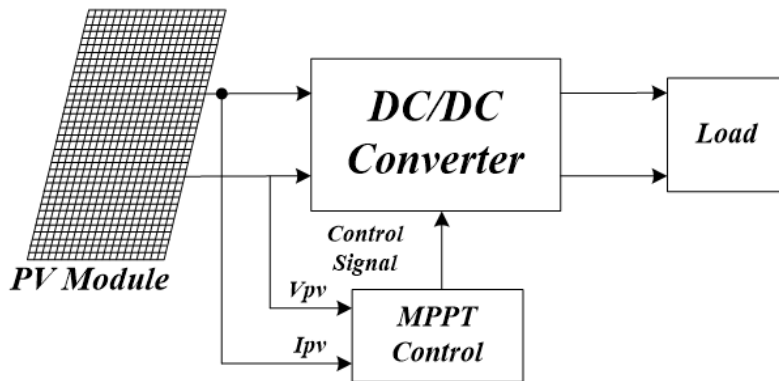 DC/DC
Converter
Load
PV Module
Control
Signal
Vpv
Ipv
MPPT
Control